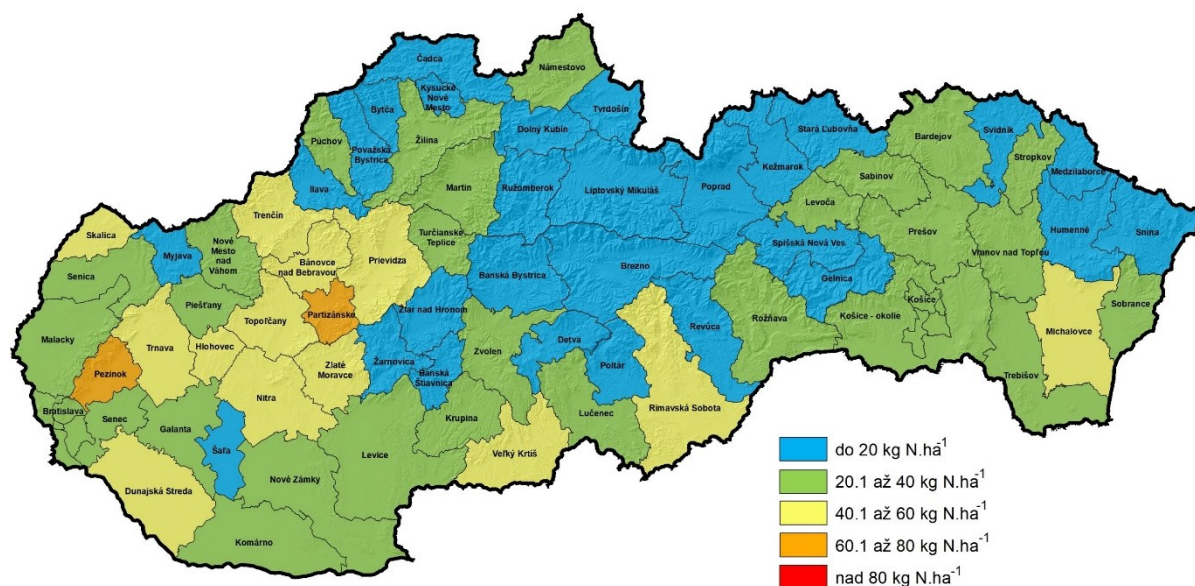 Čadca
Námestovo
Kysucké
Nové
Mesto
Bytča
Tvrdošín
Dolný Kubín
Stará Ľubovňa
Bardejov
Svidník
Púchov
Považská
Bystrica
Žilina
Stropkov
Kežmarok
Medzilaborce
Ilava
Sabinov
Martin
Ružomberok
Liptovský Mikuláš
Poprad
Levoča
Trenčín
Turčianske
Teplice
Prešov
Humenné
Snina
Skalica
Nové
Mesto
nad
Váhom
Myjava
Bánovce
nad Bebravou
Prievidza
Spišská Nová Ves
Vranov nad Topľou
Senica
Banská Bystrica
Brezno
Gelnica
Piešťany
Partizánske
Žiar nad Hronom
Košice
Sobrance
Topoľčany
Rožňava
Košice - okolie
Malacky
Trnava
Hlohovec
Revúca
Michalovce
Zvolen
Detva
Zlaté
Moravce
Žarnovica
Poltár
Pezinok
Banská
Štiavnica
Trebišov
Nitra
Bratislava
Senec
Krupina
Lučenec
Rimavská Sobota
Galanta
Šaľa
Levice
Veľký Krtíš
Nové Zámky
Dunajská Streda
Komárno
do 20 kg N.ha⁻¹
20.1 až 40 kg N.ha⁻¹
40.1 až 60 kg N.ha⁻¹
60.1 až 80 kg N.ha⁻¹
nad 80 kg N.ha⁻¹